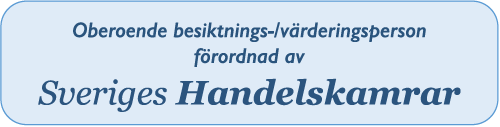 Oberoende besiktnings-/värderingsperson
förordnad av
Sveriges Handelskamrar